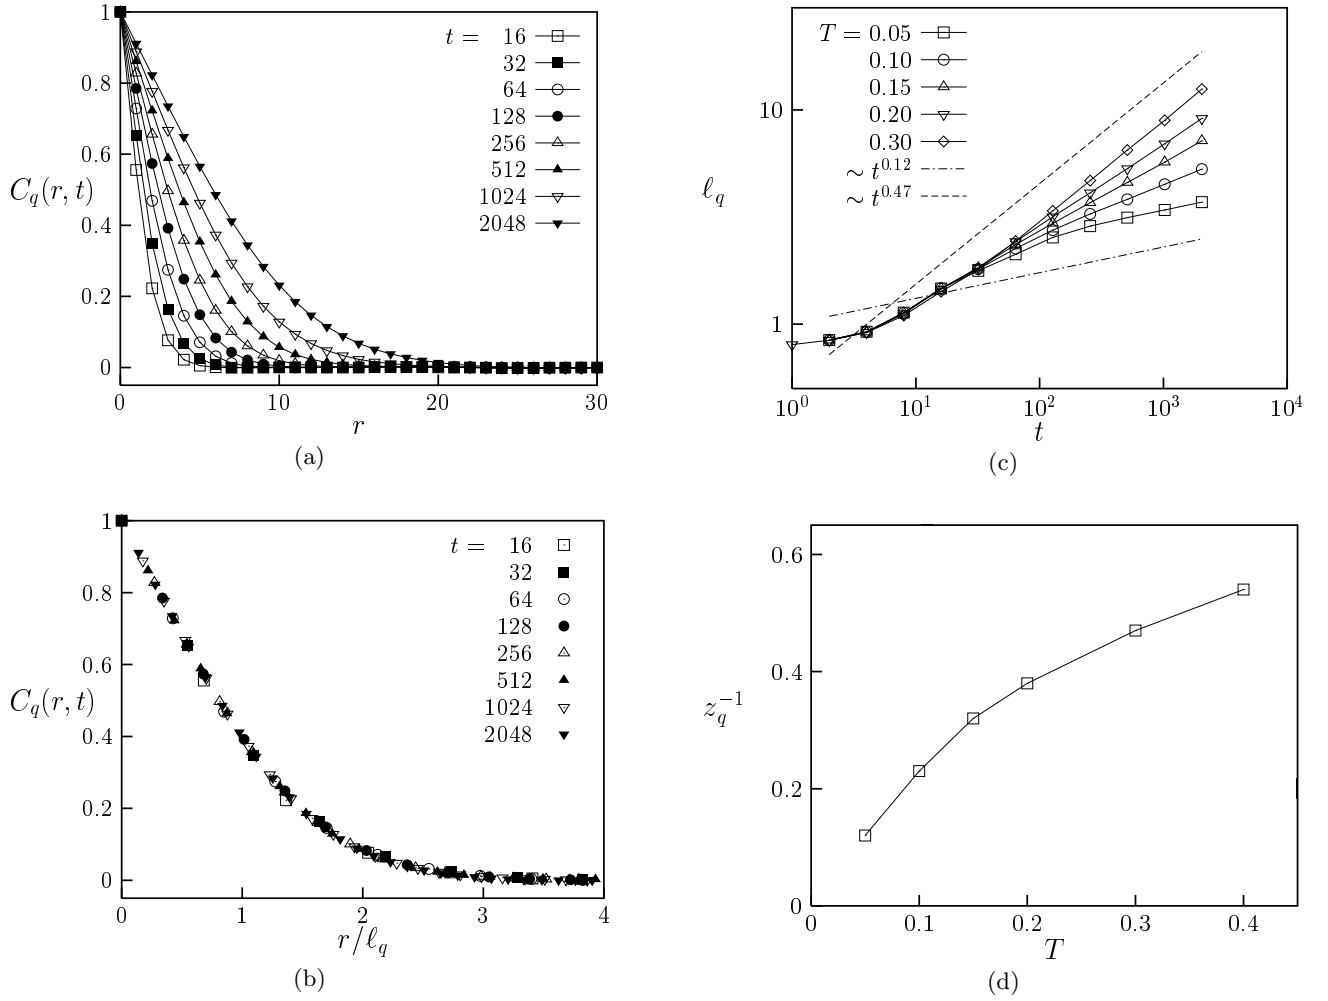 1
0.8
0.6
C_q(r, t)
0.4
0.2
0
0 10 20 30
r
t = 16
32
64
128
256
512
1024
2048
(a)
10
ℓ_q
1
10^0 10^1 10^2 10^3 10^4
t
T = 0.05
0.10
0.15
0.20
0.30
∼ t^0.12
∼ t^0.47
(c)
1
0.8
0.6
C_q(r, t)
0.4
0.2
0
0 1 2 3 4
r/ℓ_q
t = 16
32
64
128
256
512
1024
2048
(b)
0.6
0.4
z_q^−1
0.2
0
0 0.1 0.2 0.3 0.4
T
(d)